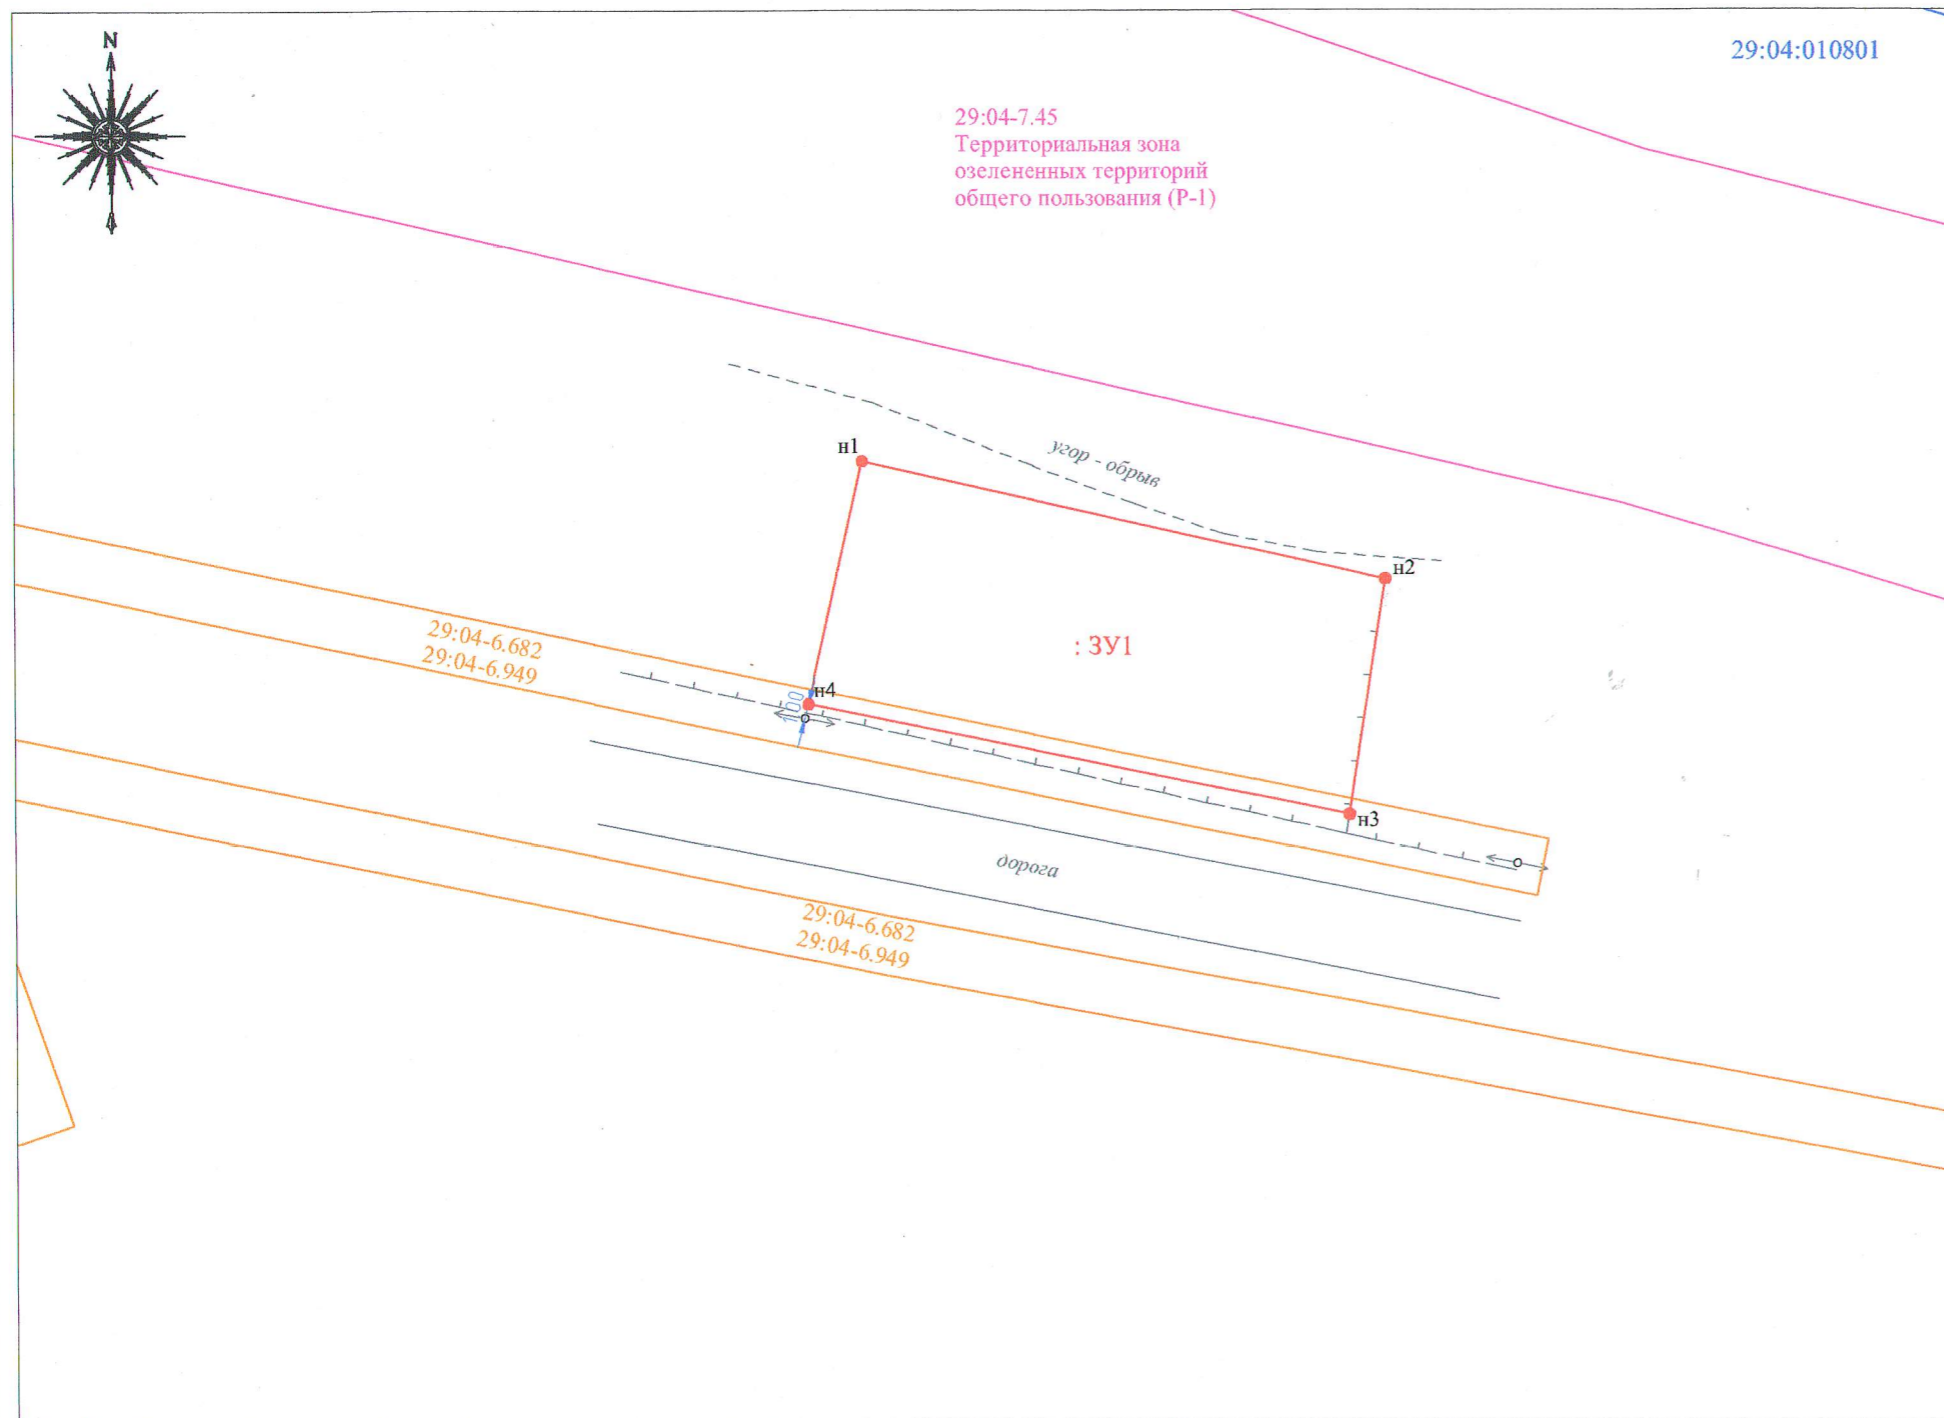 N
29:04:010801
29:04-7.45
Территориальная зона
озелененных территорий
общего пользования (Р-1)
угор - обрыв
н1
н2
: ЗУ1
29:04-6.682
29:04-6.949
н4
н3
дорога
29:04-6.682
29:04-6.949